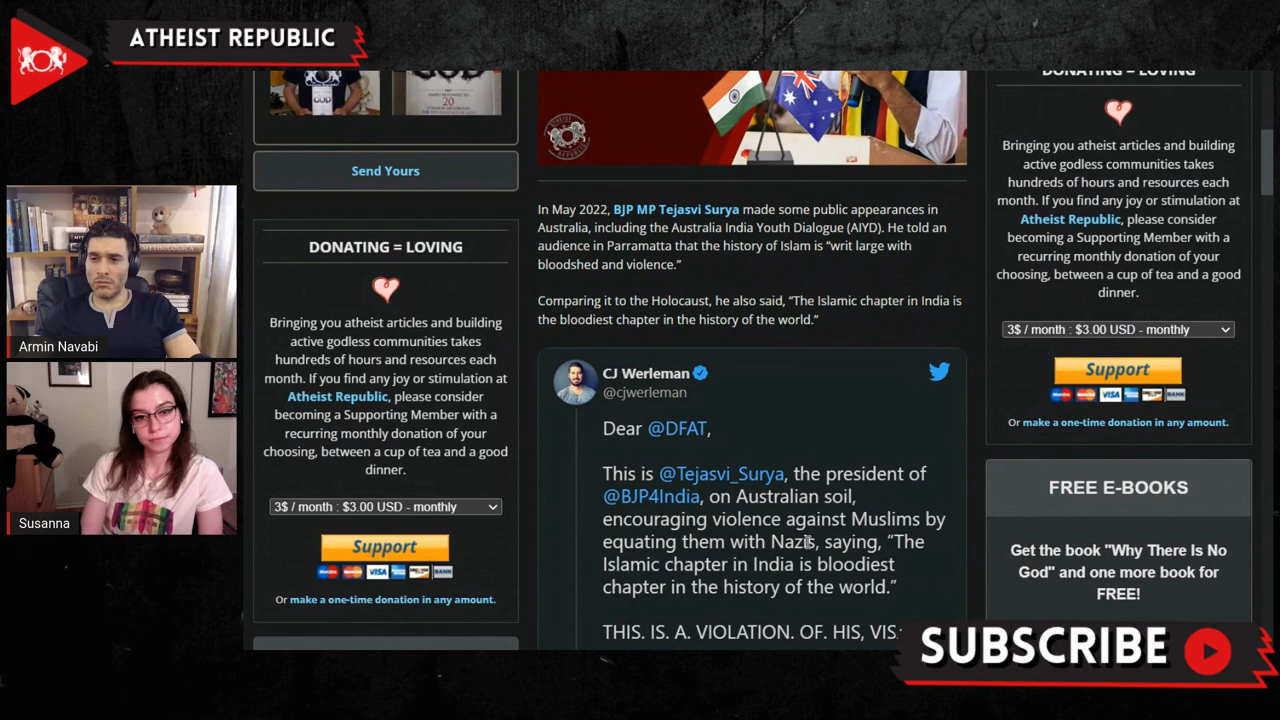 ATHEIST REPUBLIC
GOD
20
Send Yours
DONATING = LOVING
Bringing you atheist articles and building
active godless communities takes
hundreds of hours and resources each
month. If you find any joy or stimulation at
Atheist Republic, please consider
becoming a Supporting Member with a
recurring monthly donation of your
choosing, between a cup of tea and a good
dinner.
3$ / month : $3.00 USD - monthly
Support
VISA
BANK
Or make a one-time donation in any amount.
In May 2022, BJP MP Tejasvi Surya made some public appearances in
Australia, including the Australia India Youth Dialogue (AIYD). He told an
audience in Parramatta that the history of Islam is “writ large with
bloodshed and violence.”
Comparing it to the Holocaust, he also said, “The Islamic chapter in India is
the bloodiest chapter in the history of the world.”
CJ Werleman
@cjwerleman
Dear @DFAT,
This is @Tejasvi_Surya, the president of
@BJP4India, on Australian soil,
encouraging violence against Muslims by
equating them with Nazis, saying, “The
Islamic chapter in India is bloodiest
chapter in the history of the world.”
THIS. IS. A. VIOLATION. OF. HIS, VIS
DONATING = LOVING
Bringing you atheist articles and building
active godless communities takes
hundreds of hours and resources each
month. If you find any joy or stimulation at
Atheist Republic, please consider
becoming a Supporting Member with a
recurring monthly donation of your
choosing, between a cup of tea and a good
dinner.
3$ / month : $3.00 USD - monthly
Support
VISA
BANK
Or make a one-time donation in any amount.
FREE E-BOOKS
Get the book "Why There Is No
God" and one more book for
FREE!
MYTHOLOGICA
Armin Navabi
Susanna
SUBSCRIBE